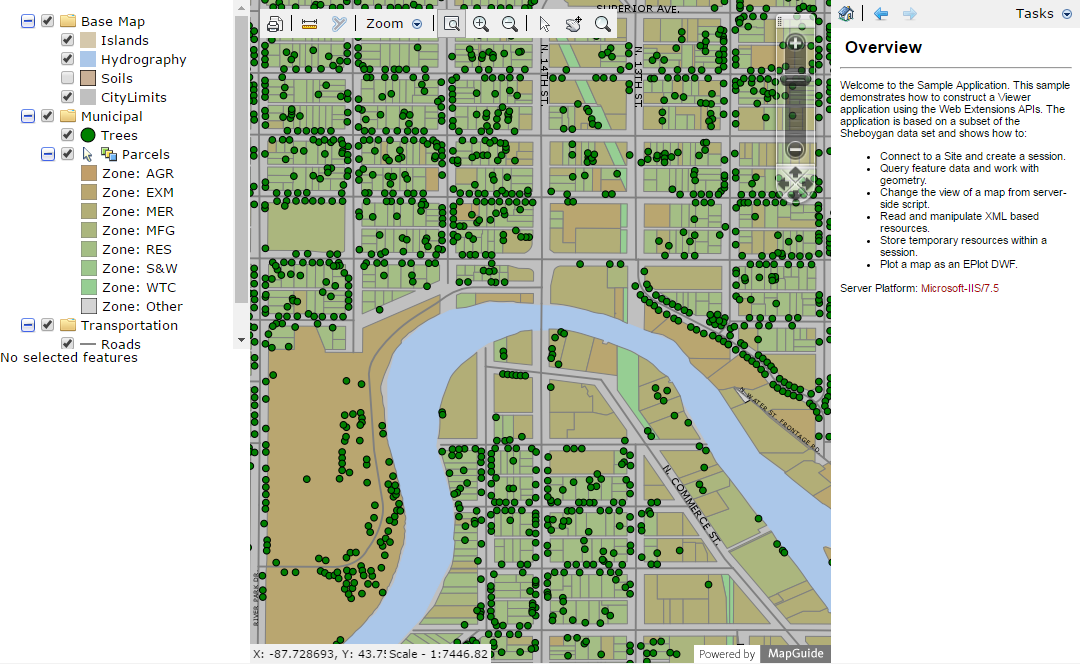 Base Map
Islands
Hydrography
Soils
CityLimits
Municipal
Trees
Parcels
Zone: AGR
Zone: EXM
Zone: MER
Zone: MFG
Zone: RES
Zone: S&W
Zone: WTC
Zone: Other
Transportation
Roads
No selected features
SUPERIOR AVE.
Zoom
N. 14TH ST.
N. 13TH ST.
N. WATER ST. FRONTAGE RD.
N. COMMERCE ST.
RIVER PARK DR.
X: -87.728693, Y: 43.75
Scale - 1:7446.82
Powered by MapGuide
Tasks
Overview
Welcome to the Sample Application. This sample
demonstrates how to construct a Viewer
application using the Web Extensions APIs. The
application is based on a subset of the
Sheboygan data set and shows how to:
• Connect to a Site and create a session.
• Query feature data and work with
geometry.
• Change the view of a map from server-
side script.
• Read and manipulate XML based
resources.
• Store temporary resources within a
session.
• Plot a map as an EPlot DWF.
Server Platform: Microsoft-IIS/7.5